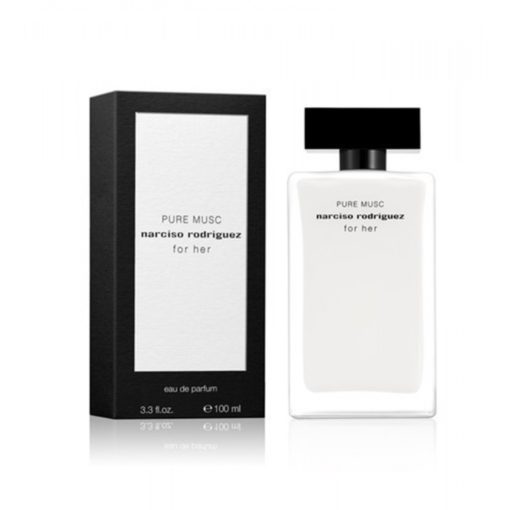 PURE MUSC
narciso rodriguez
for her
eau de parfum
3.3 fl.oz. ℮ 100 ml
PURE MUSC
narciso rodriguez
for her